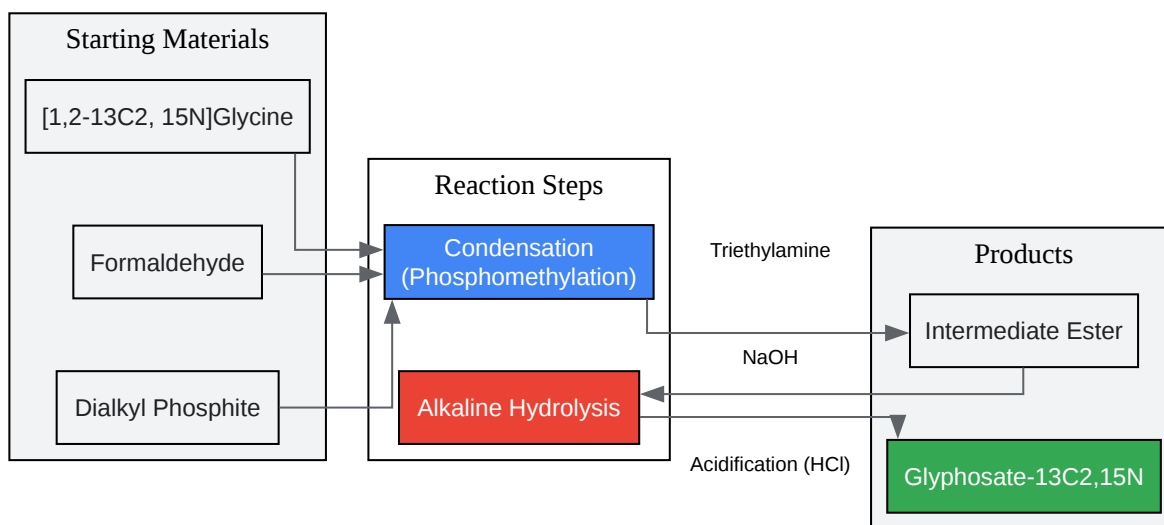 Starting Materials
[1,2-13C2, 15N]Glycine
Formaldehyde
Dialkyl Phosphite
Reaction Steps
Condensation
(Phosphomethylation)
Alkaline Hydrolysis
Triethylamine
NaOH
Acidification (HCl)
Products
Intermediate Ester
Glyphosate-13C2,15N